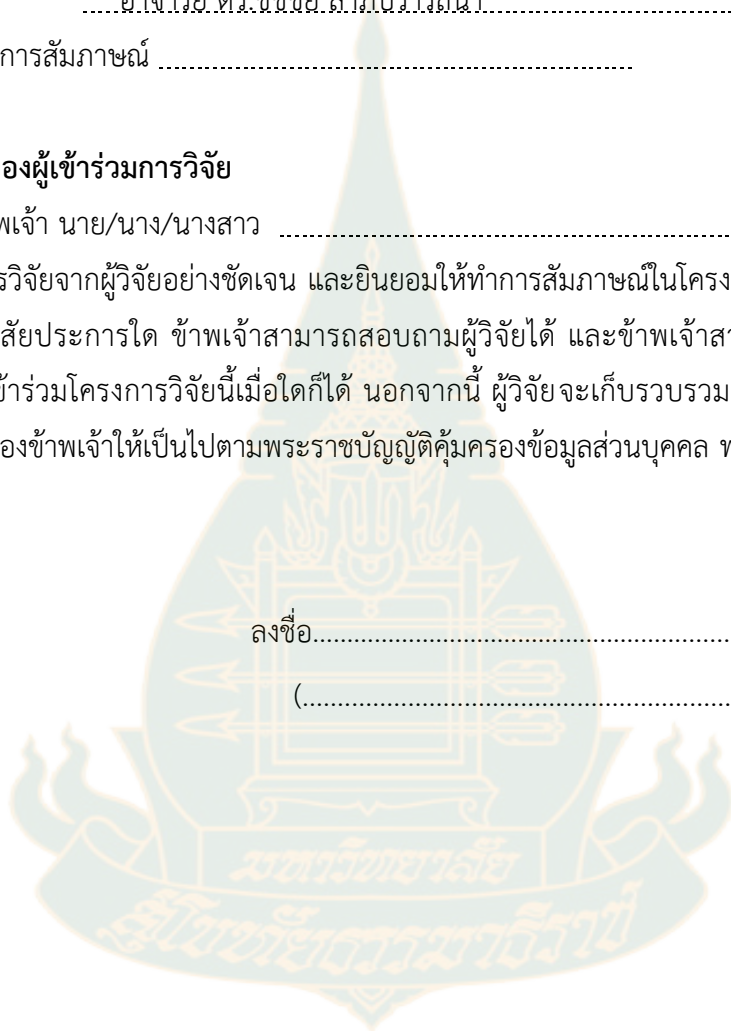 อาจารย์ ดร.
การสัมภาษณ์
องผู้เข้าร่วมการวิจัย
พเจ้า นาย/นาง/นางสาว
รวิจัยจากผู้วิจัยอย่างชัดเจน และยินยอมให้ทำการสัมภาษณ์ในโครง
สัยประการใด ข้าพเจ้าสามารถสอบถามผู้วิจัยได้ และข้าพเจ้าสา
ข้าร่วมโครงการวิจัยนี้เมื่อใดก็ได้ นอกจากนี้ ผู้วิจัยจะเก็บรวบรวม
องข้าพเจ้าให้เป็นไปตามพระราชบัญญัติคุ้มครองข้อมูลส่วนบุคคล พ
ลงชื่อ.............................................................
(.............................................................
มหาวิทยาลัย
สุโขทัยธรรมาธิราช